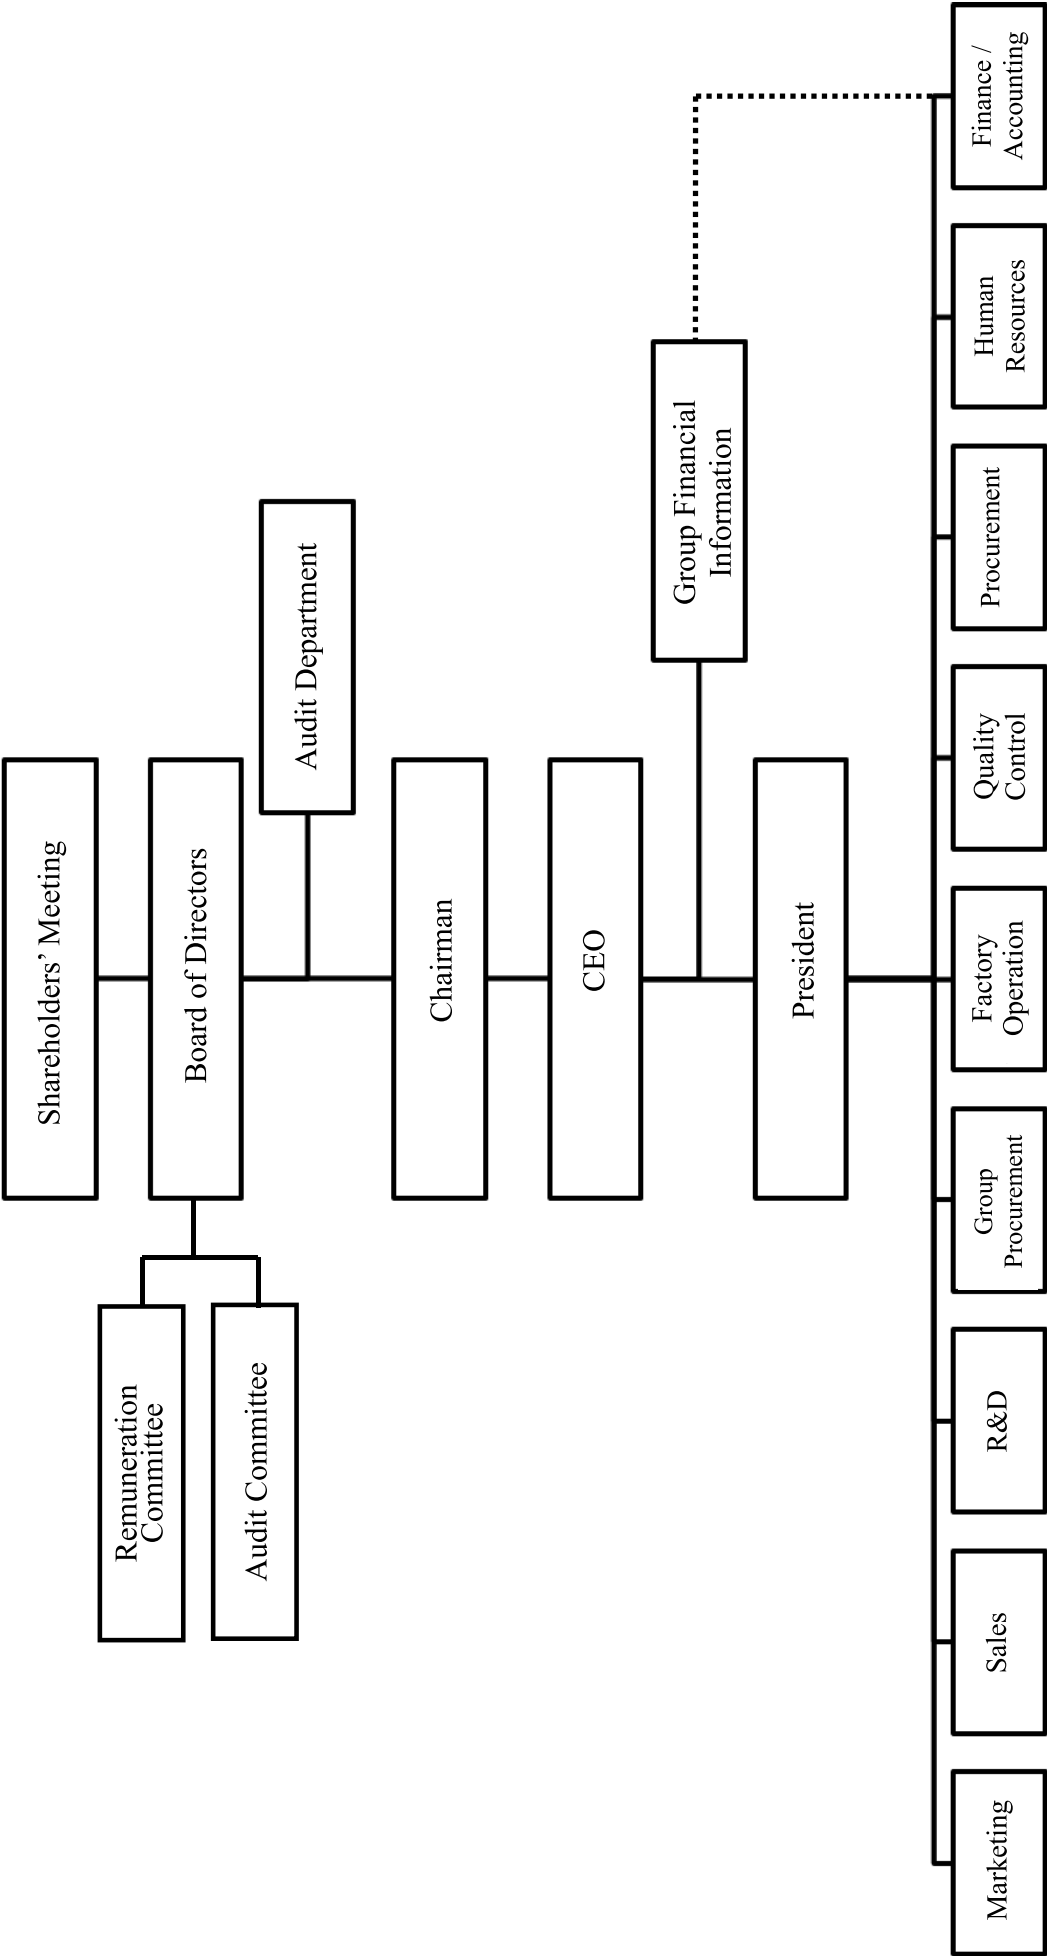 Shareholders’ Meeting
Remuneration
Committee
Board of Directors
Audit Committee
Audit Department
Chairman
CEO
Group Financial
Information
President
Marketing
Sales
R&D
Group
Procurement
Factory
Operation
Quality
Control
Procurement
Human
Resources
Finance /
Accounting